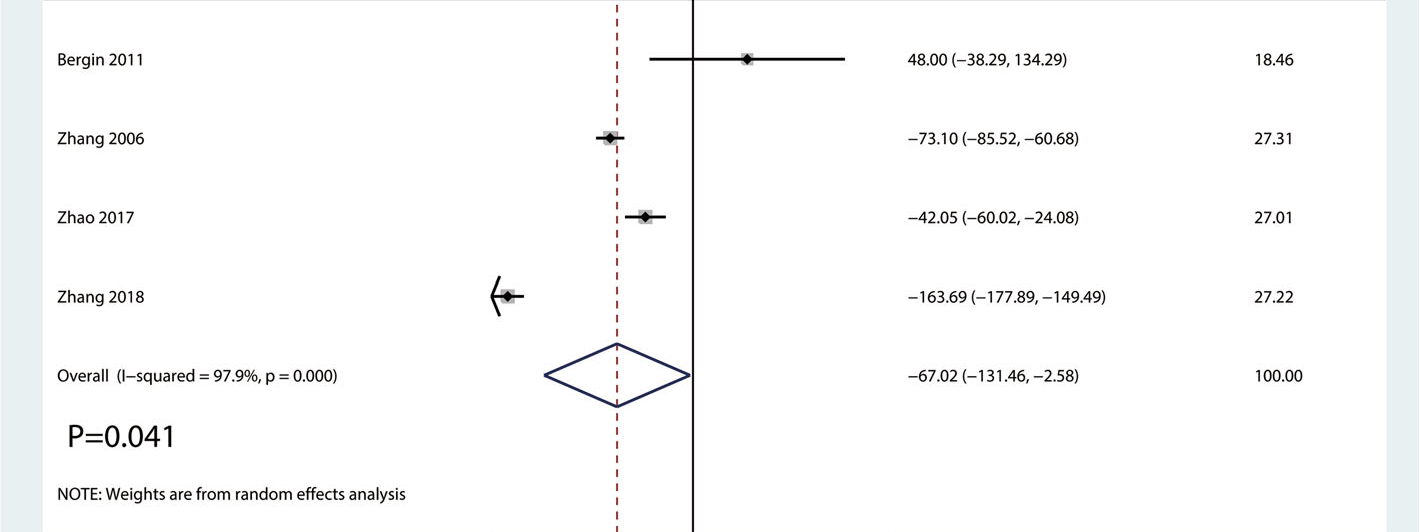 Bergin 2011 48.00 (−38.29, 134.29) 18.46
Zhang 2006 −73.10 (−85.52, −60.68) 27.31
Zhao 2017 −42.05 (−60.02, −24.08) 27.01
Zhang 2018 −163.69 (−177.89, −149.49) 27.22
Overall (I−squared = 97.9%, p = 0.000) −67.02 (−131.46, −2.58) 100.00
P=0.041
NOTE: Weights are from random effects analysis